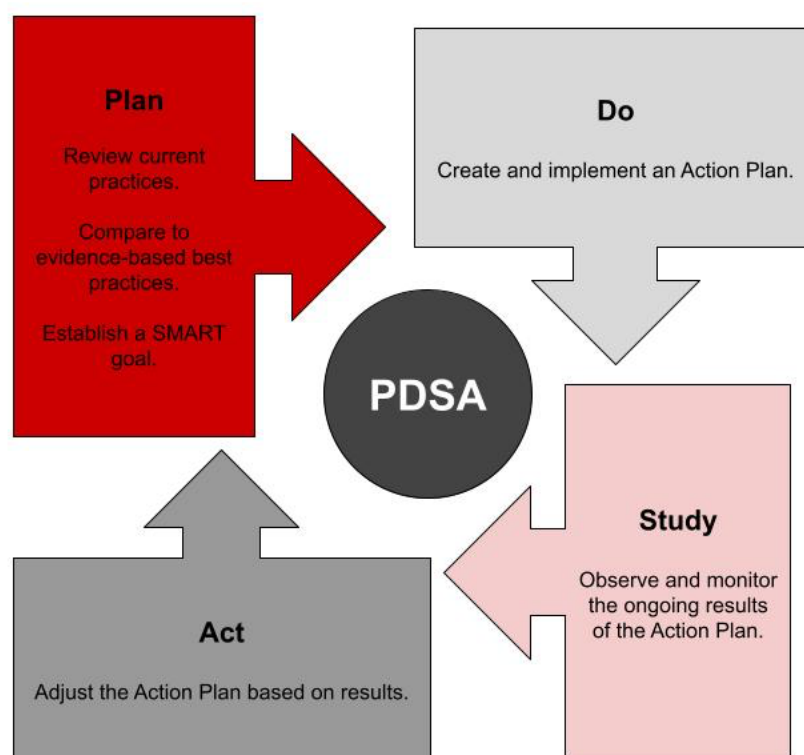 Plan
Review current
practices.
Compare to
evidence-based best
practices.
Establish a SMART
goal.
Do
Create and implement an Action Plan.
PDSA
Study
Observe and monitor
the ongoing results
of the Action Plan.
Act
Adjust the Action Plan based on results.